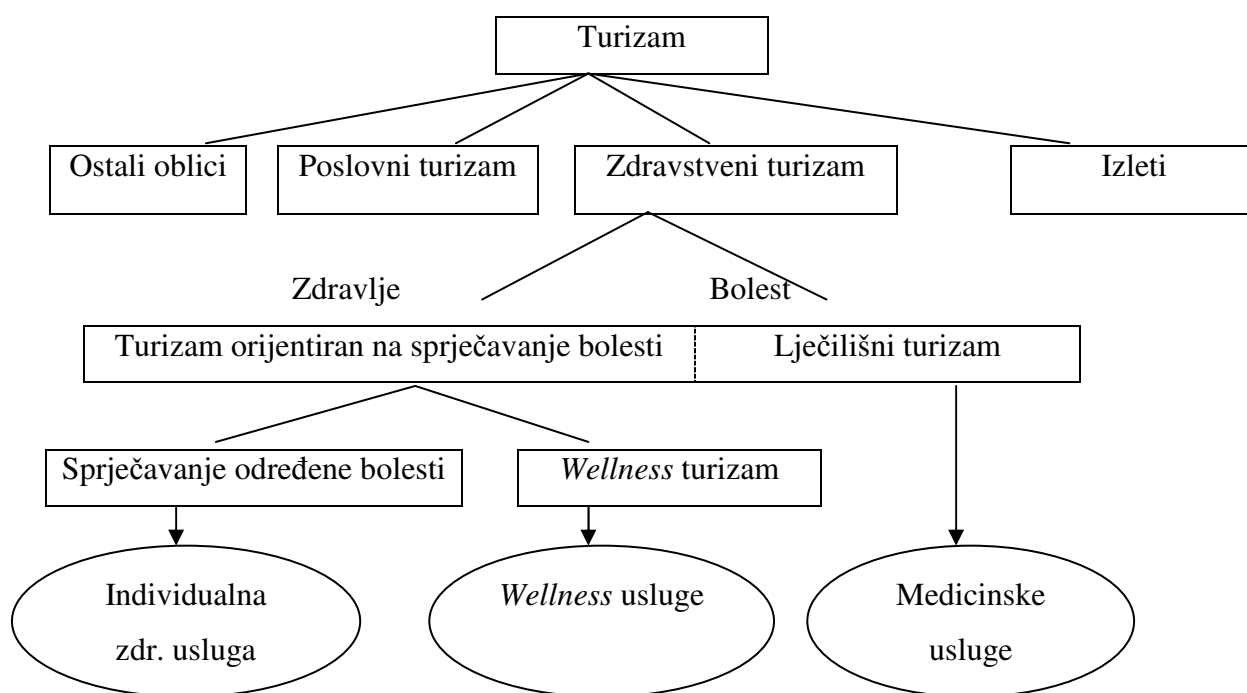 Turizam
Ostali oblici
Poslovni turizam
Zdravstveni turizam
Izleti
Zdravlje
Bolest
Turizam orijentiran na sprječavanje bolesti
Lječilišni turizam
Sprječavanje određene bolesti
Wellness turizam
Individualna
zdr. usluga
Wellness usluge
Medicinske
usluge